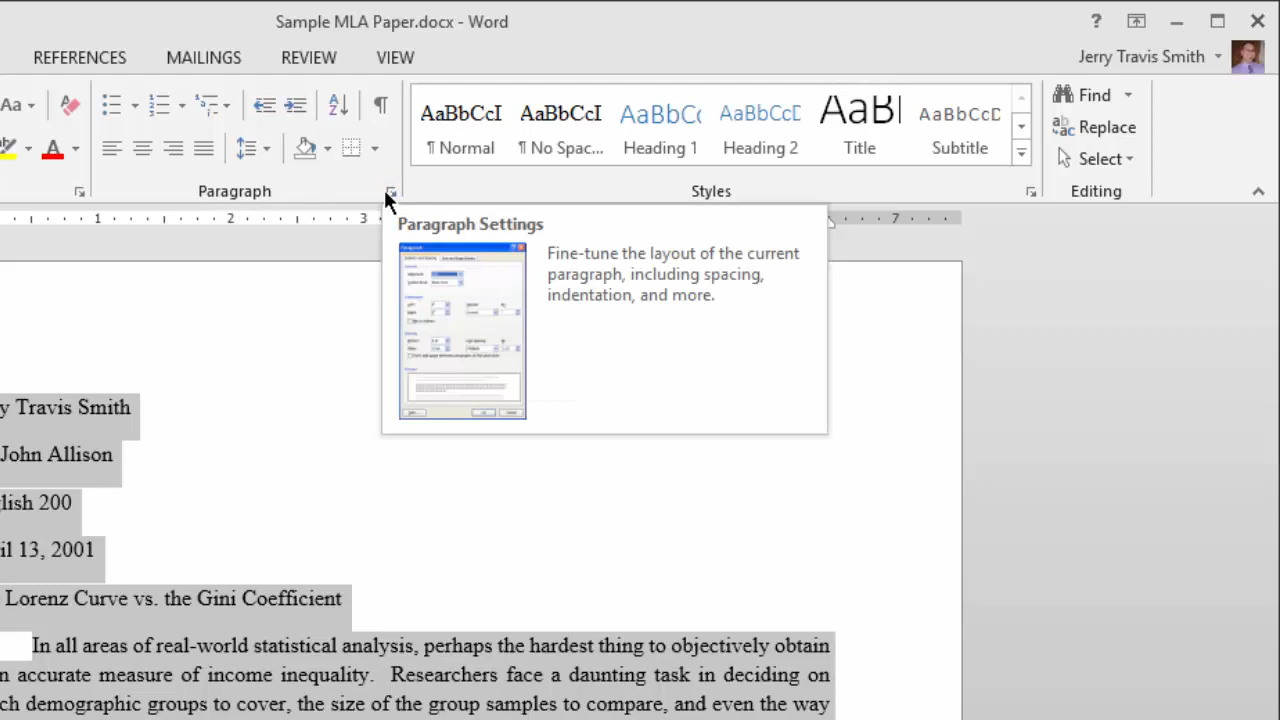 Sample MLA Paper.docx - Word
?
REFERENCES MAILINGS REVIEW VIEW
Jerry Travis Smith
Aa
AaBbCcI AaBbCcI AaBbCc AaBbCcD AaB AaBbCcD
¶ Normal ¶ No Spac... Heading 1 Heading 2 Title Subtitle
Find
Replace
Select
Paragraph
Styles
Editing
1 2 3 7
Paragraph Settings
Fine-tune the layout of the current
paragraph, including spacing,
indentation, and more.
y Travis Smith
John Allison
glish 200
il 13, 2001
Lorenz Curve vs. the Gini Coefficient
In all areas of real-world statistical analysis, perhaps the hardest thing to objectively obtain
n accurate measure of income inequality. Researchers face a daunting task in deciding on
ch demographic groups to cover, the size of the group samples to compare, and even the way